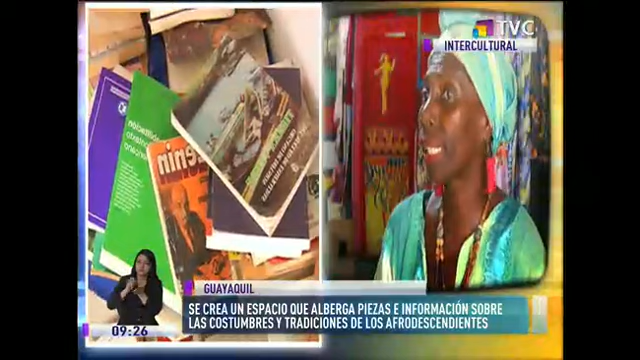 TVC
INTERCULTURAL
enin
GUAYAQUIL
SE CREA UN ESPACIO QUE ALBERGA PIEZAS E INFORMACIÓN SOBRE
LAS COSTUMBRES Y TRADICIONES DE LOS AFRODESCENDIENTES
09:26